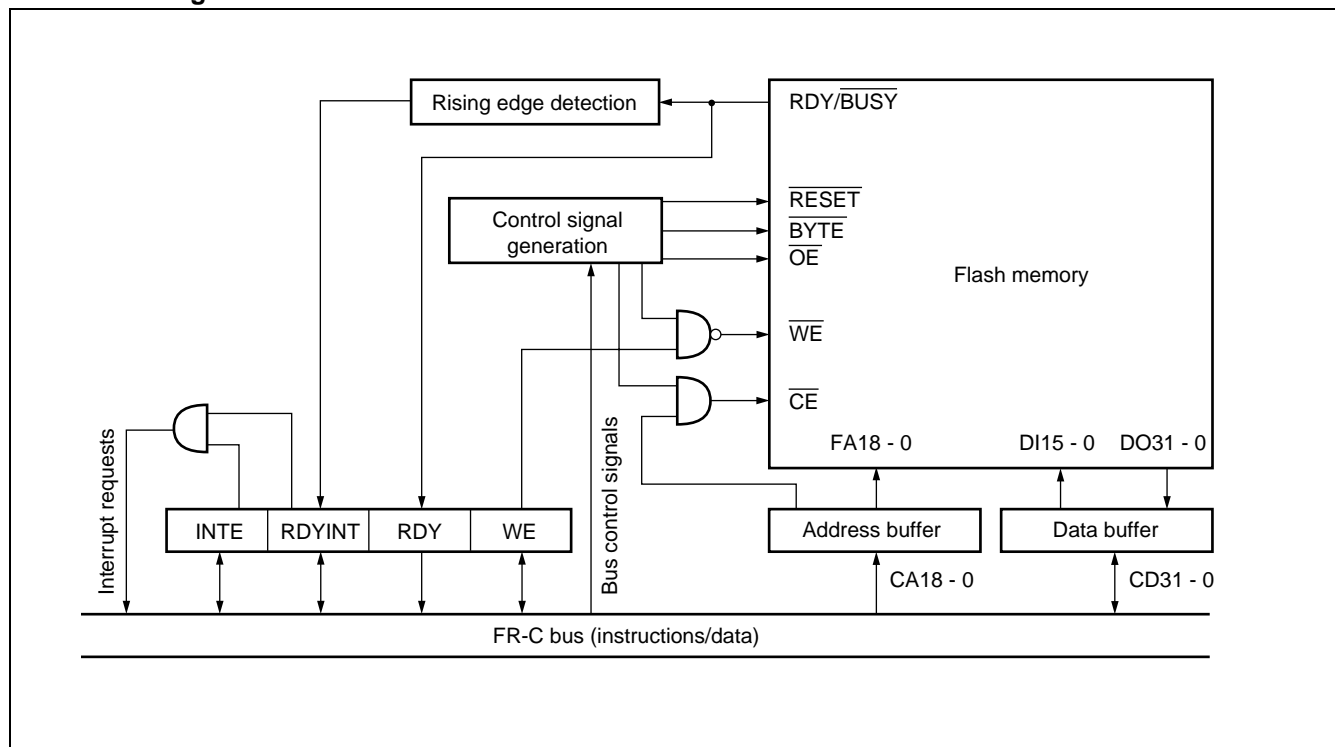 Rising edge detection
RDY/BUSY
Control signal
generation
RESET
BYTE
OE
Flash memory
WE
CE
FA18 - 0
DI15 - 0
DO31 - 0
Interrupt requests
Bus control signals
INTE
RDYINT
RDY
WE
Address buffer
Data buffer
CA18 - 0
CD31 - 0
FR-C bus (instructions/data)